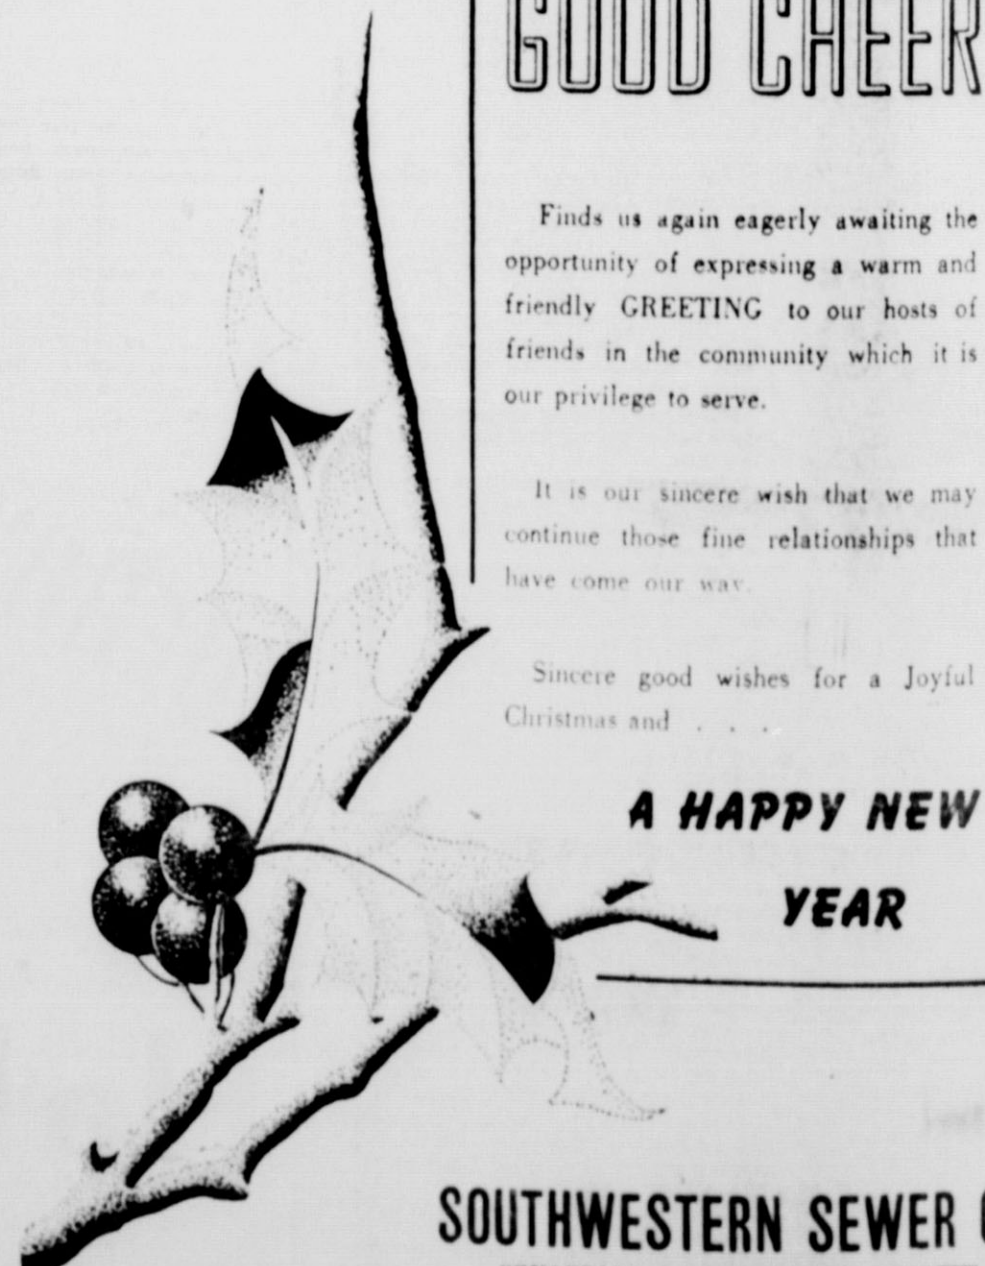 GOOD CHEER
Finds us again eagerly awaiting the
opportunity of expressing a warm and
friendly GREETING to our hosts of
friends in the community which it is
our privilege to serve.
It is our sincere wish that we may
continue those fine relationships that
have come our way.
Sincere good wishes for a Joyful
Christmas and . . .
A HAPPY NEW
YEAR
SOUTHWESTERN SEWER